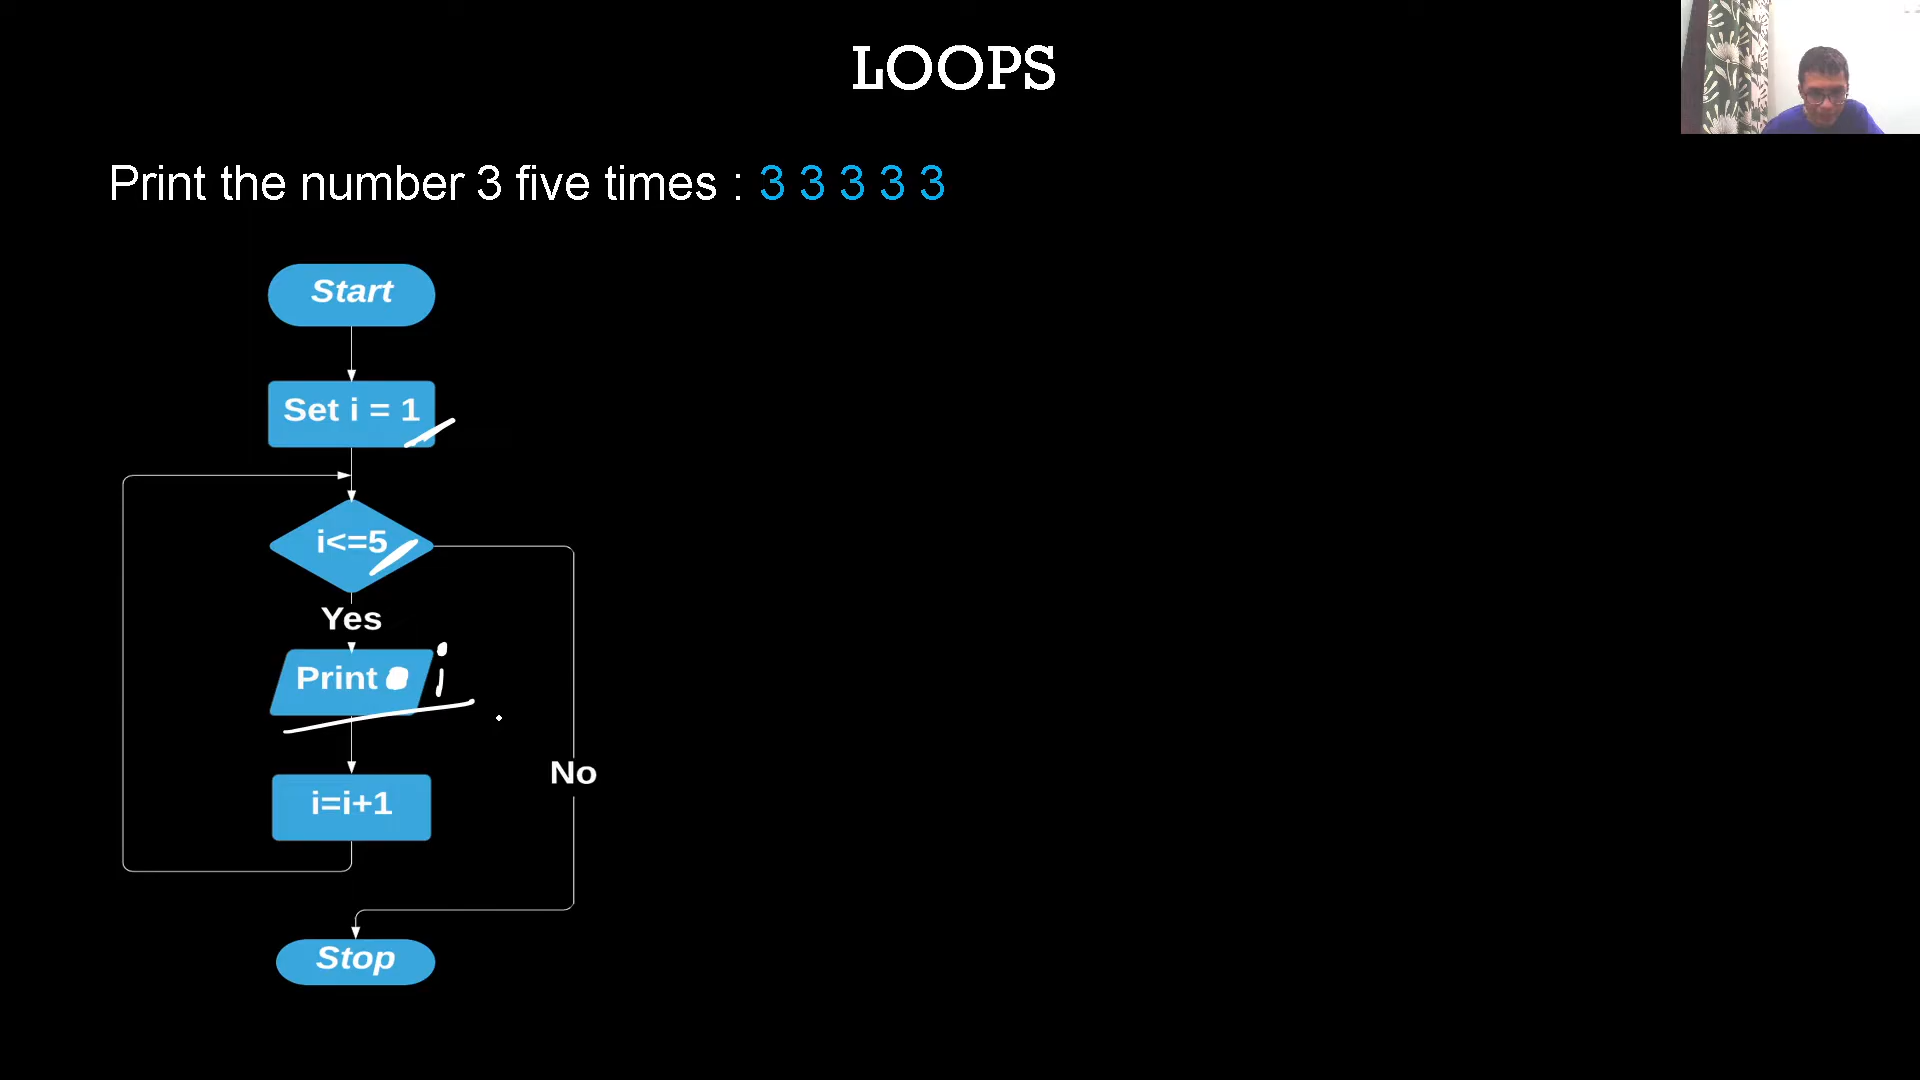 LOOPS
Print the number 3 five times : 3 3 3 3 3
Start
Set i = 1
i<=5
Yes
Print i
i=i+1
No
Stop